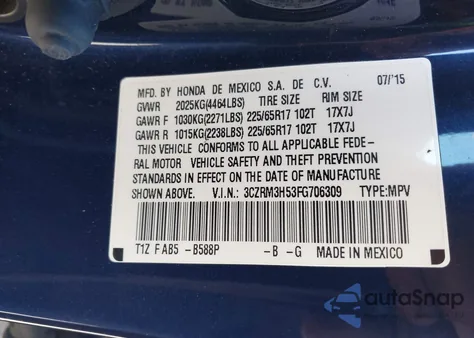 MFD. BY HONDA DE MEXICO S.A. DE C.V. 07/15
GVWR 2025KG(4464LBS) TIRE SIZE RIM SIZE
GAWR F 1030KG(2271LBS) 225/65R17 102T 17X7J
GAWR R 1015KG(2238LBS) 225/65R17 102T 17X7J
THIS VEHICLE CONFORMS TO ALL APPLICABLE FEDE-
RAL MOTOR VEHICLE SAFETY AND THEFT PREVENTION
STANDARDS IN EFFECT ON THE DATE OF MANUFACTURE
SHOWN ABOVE. V.I.N.: 3CZRM3H53FG706309 TYPE:MPV
T1Z F AB5 -B588P -B -G MADE IN MEXICO
autoSnap